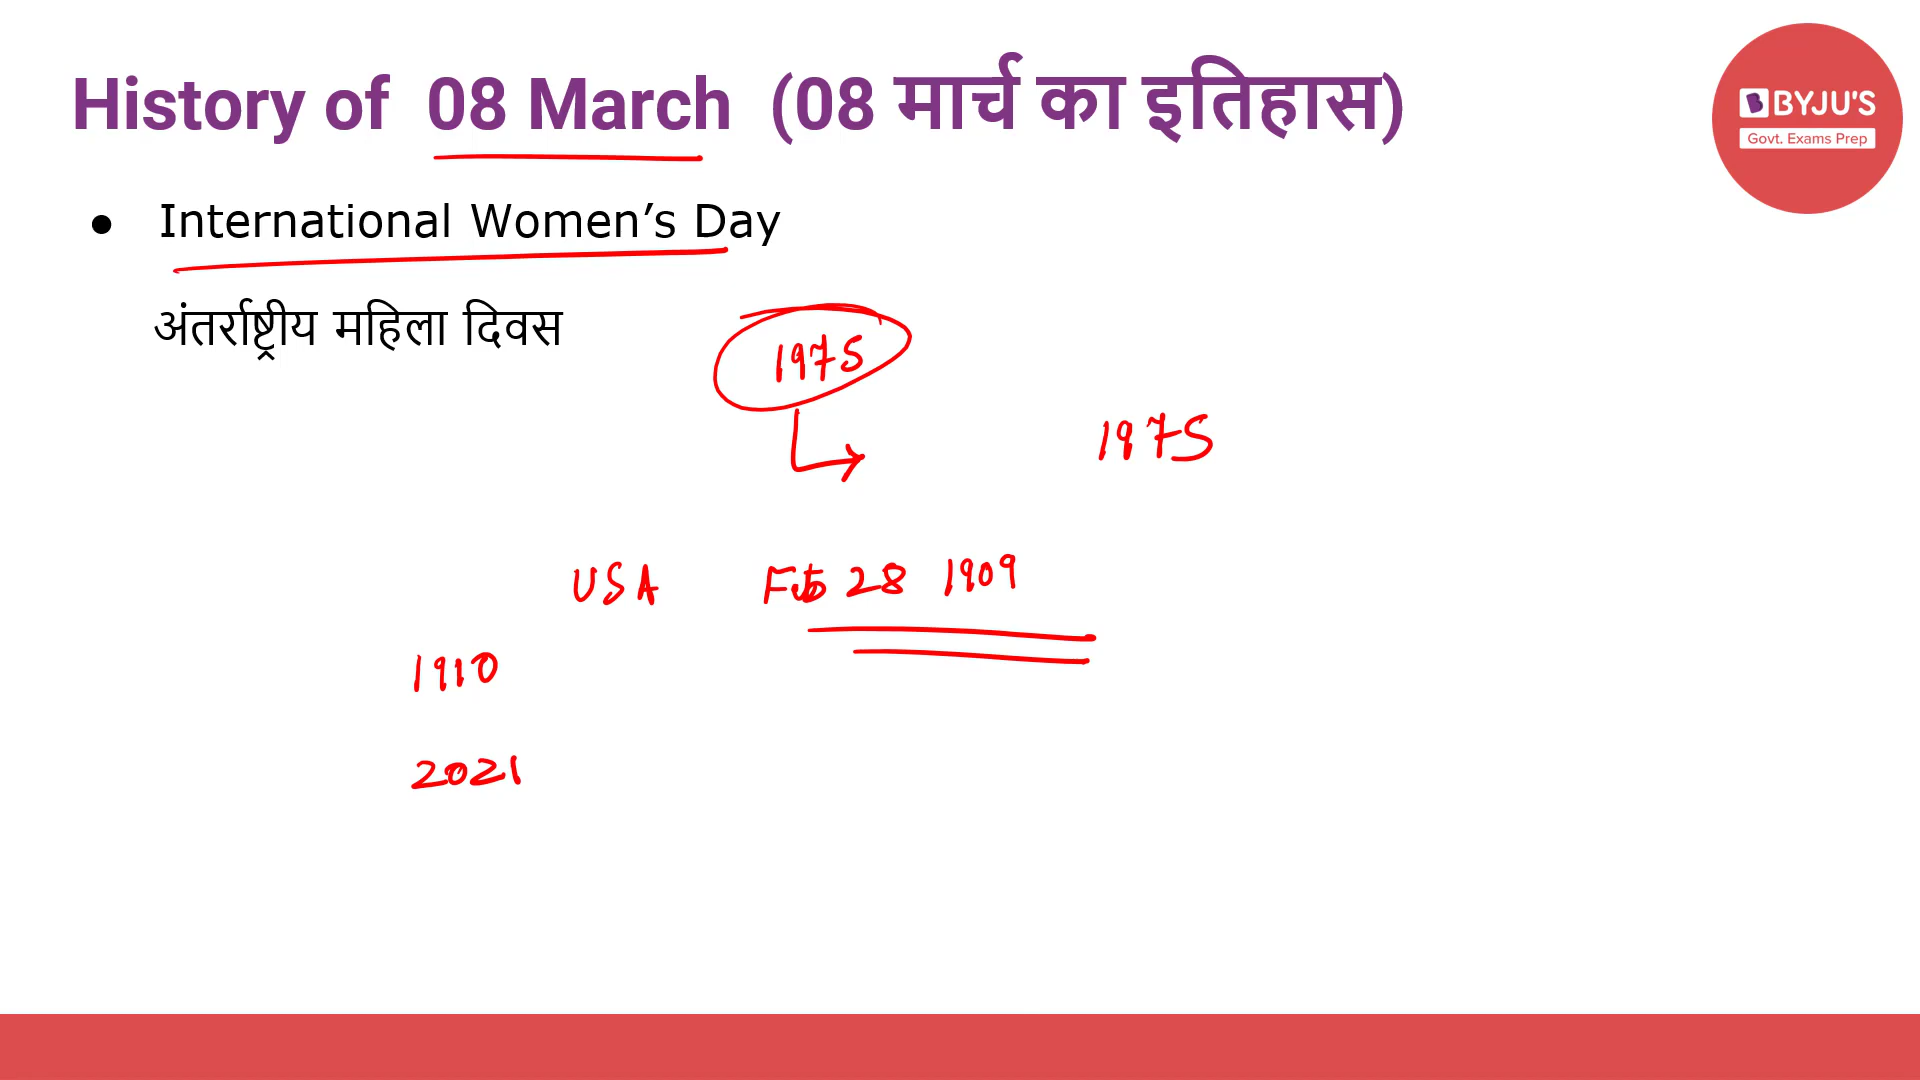 History of 08 March (08 मार्च का इतिहास)
BYJU'S
Govt. Exams Prep
● International Women’s Day
अंतर्राष्ट्रीय महिला दिवस
1975
1975
USA Feb 28 1909
1910
2021